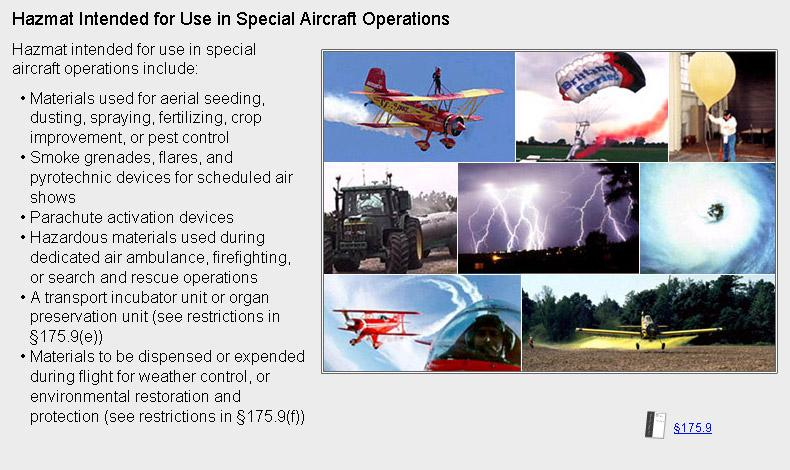 Hazmat Intended for Use in Special Aircraft Operations
Hazmat intended for use in special
aircraft operations include:
• Materials used for aerial seeding,
dusting, spraying, fertilizing, crop
improvement, or pest control
• Smoke grenades, flares, and
pyrotechnic devices for scheduled air
shows
• Parachute activation devices
• Hazardous materials used during
dedicated air ambulance, firefighting,
or search and rescue operations
• A transport incubator unit or organ
preservation unit (see restrictions in
§175.9(e))
• Materials to be dispensed or expended
during flight for weather control, or
environmental restoration and
protection (see restrictions in §175.9(f))
Brittany
Ferries
§175.9